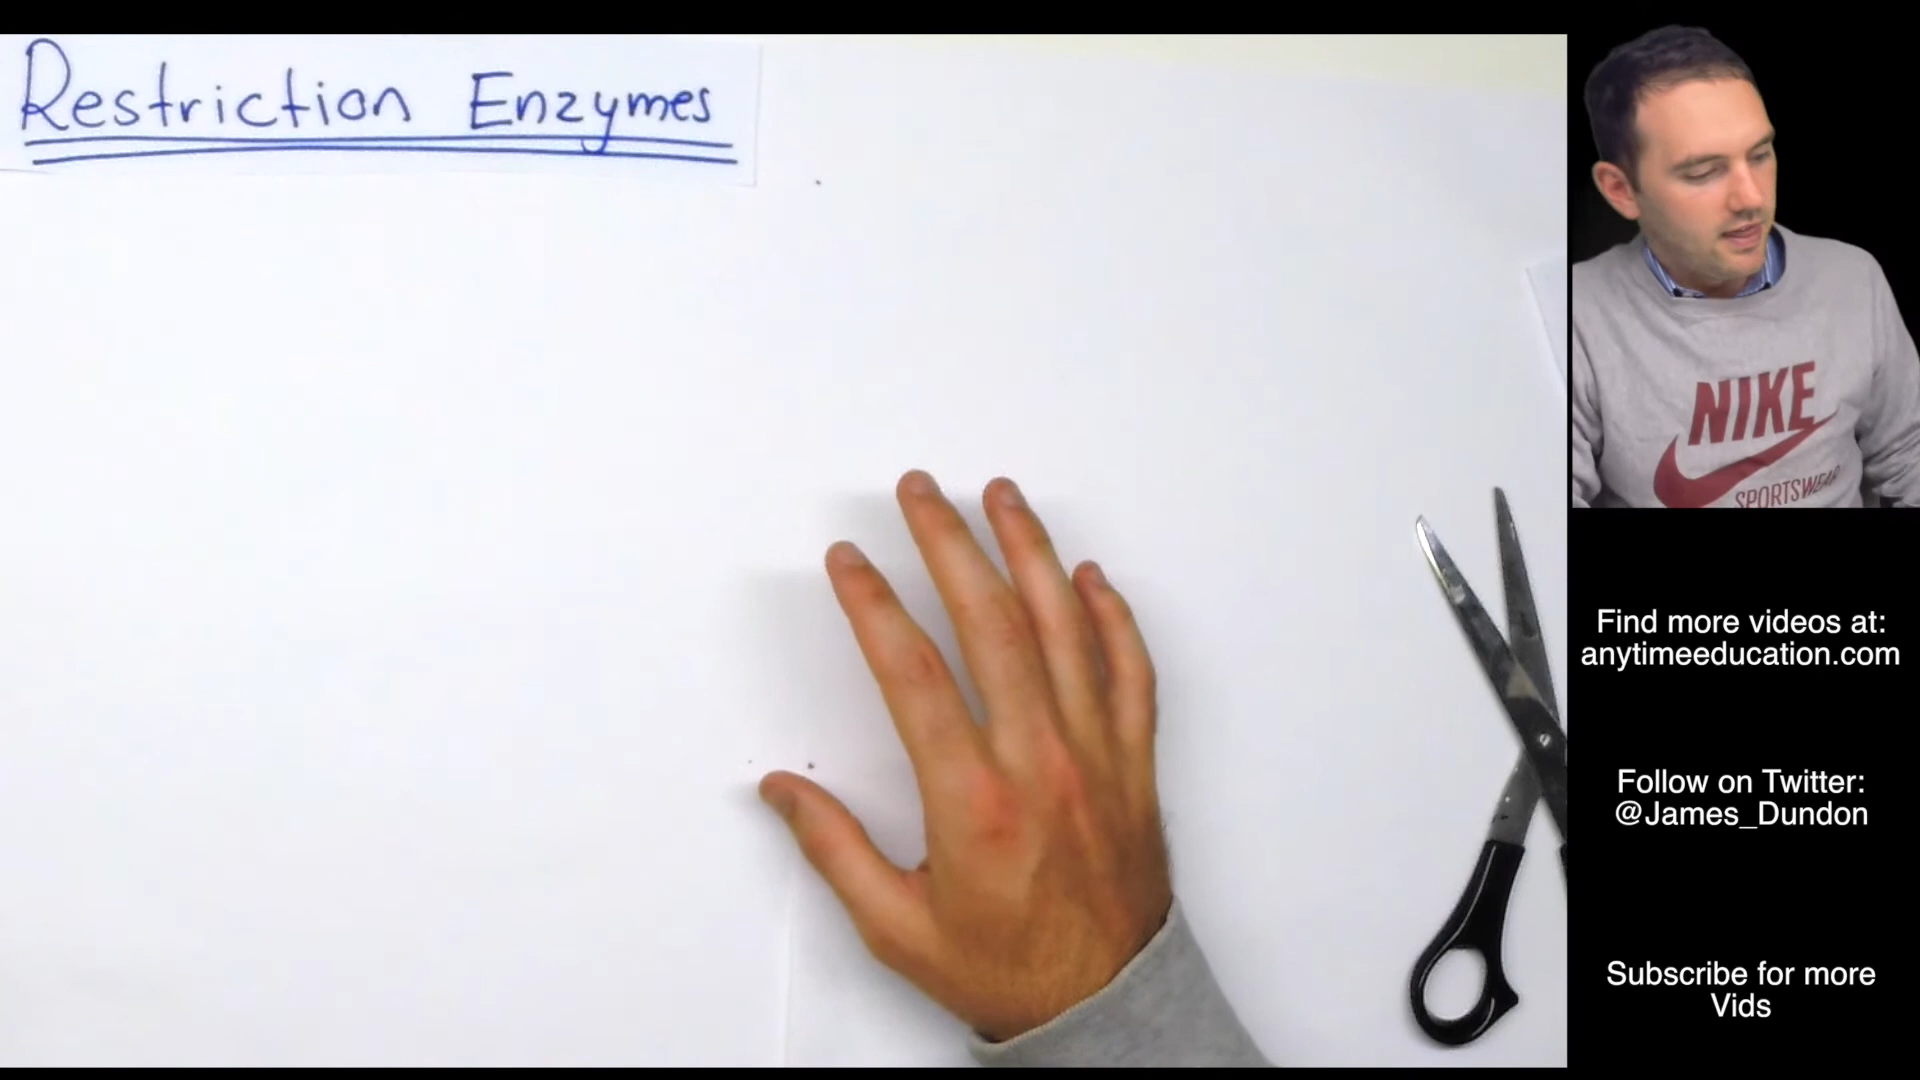 Restriction Enzymes
NIKE
SPORTSWEAR
Find more videos at:
anytimeeducation.com
Follow on Twitter:
@James_Dundon
Subscribe for more
Vids